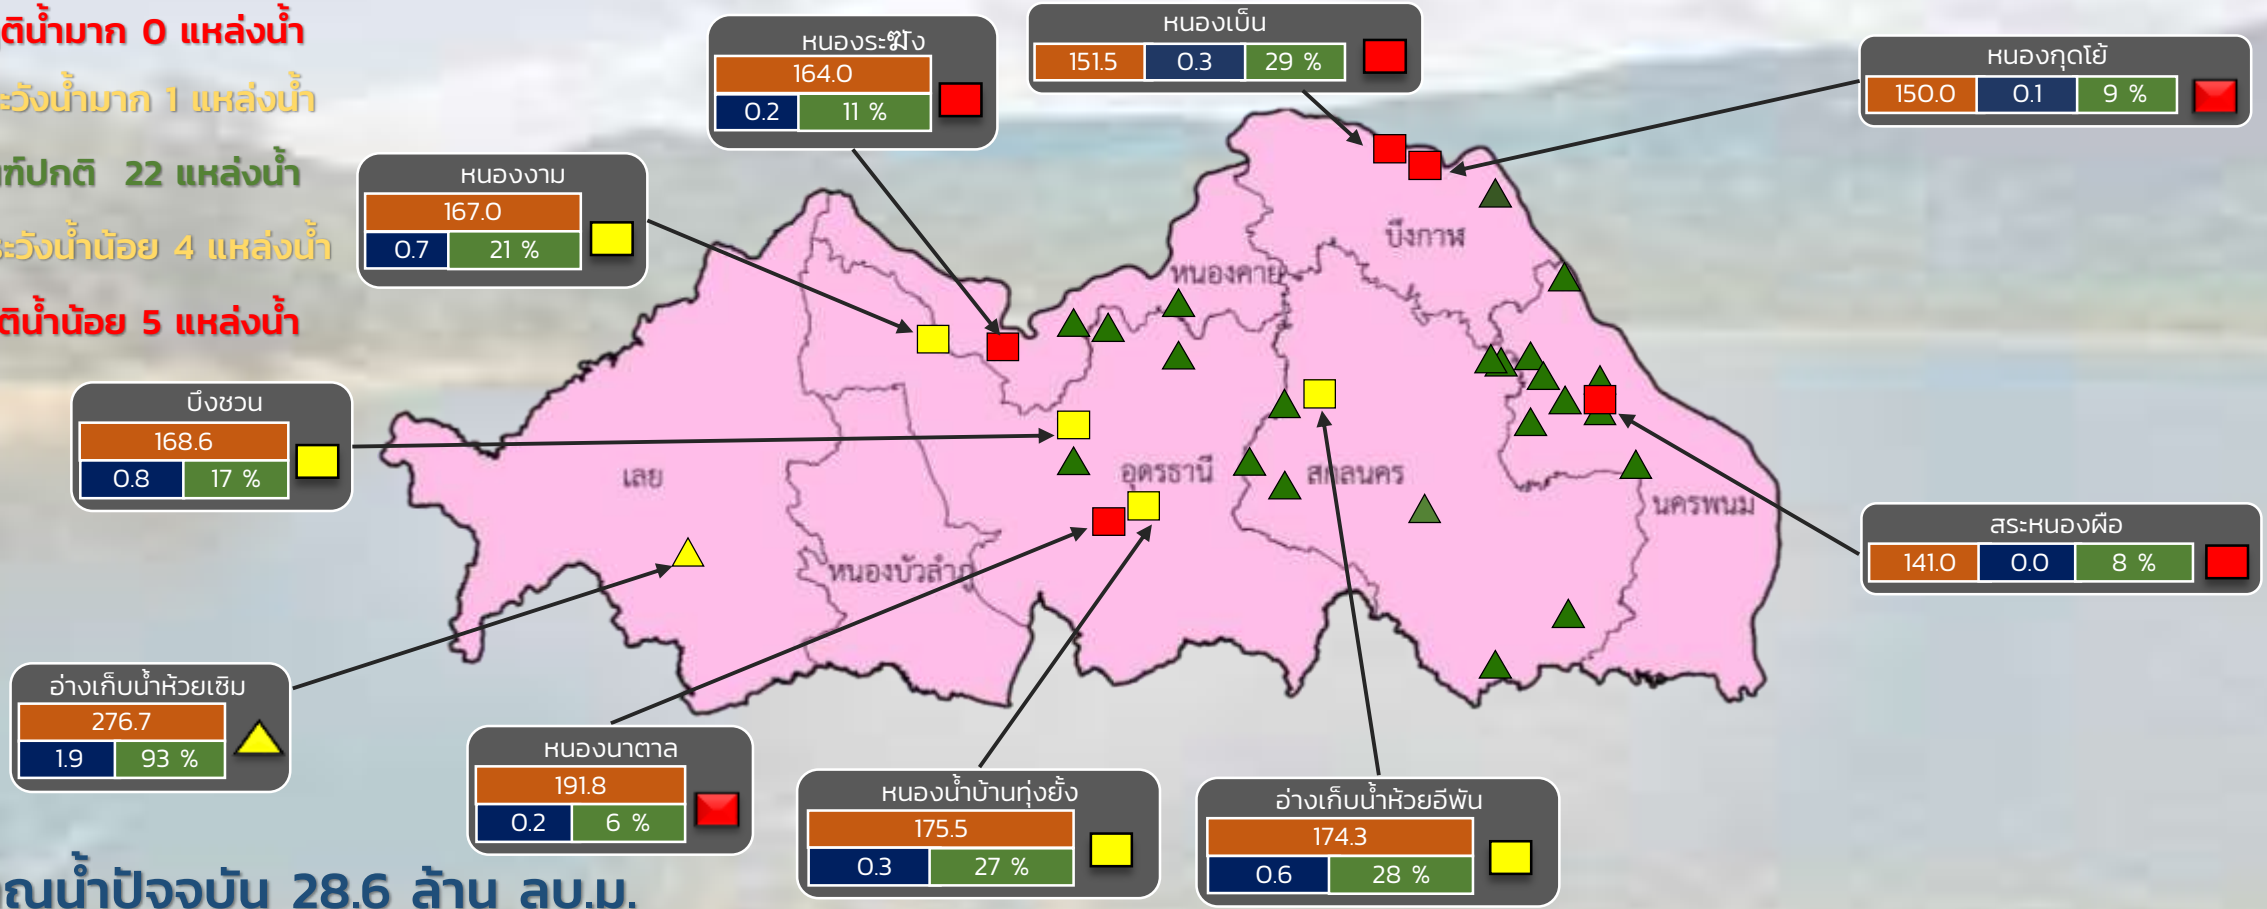 ติน้ำมาก 0 แหล่งน้ำ
ะวังน้ำมาก 1 แหล่งน้ำ
ฑ์ปกติ 22 แหล่งน้ำ
ระวังน้ำน้อย 4 แหล่งน้ำ
ติน้ำน้อย 5 แหล่งน้ำ
หนองระฆัง
164.0
0.2 11 %
หนองเบ็น
151.5 0.3 29 %
หนองกุดโย้
150.0 0.1 9 %
หนองงาม
167.0
0.7 21 %
บึงชวน
168.6
0.8 17 %
บึงกาฬ
หนองคาย
เลย
อุดรธานี
สกลนคร
นครพนม
หนองบัวลำภู
สระหนองผือ
141.0 0.0 8 %
อ่างเก็บน้ำห้วยเซิม
276.7
1.9 93 %
หนองนาตาล
191.8
0.2 6 %
หนองน้ำบ้านทุ่งยั้ง
175.5
0.3 27 %
อ่างเก็บน้ำห้วยอีพัน
174.3
0.6 28 %
าณน้ำปัจจุบัน 28.6 ล้าน ลบ.ม.